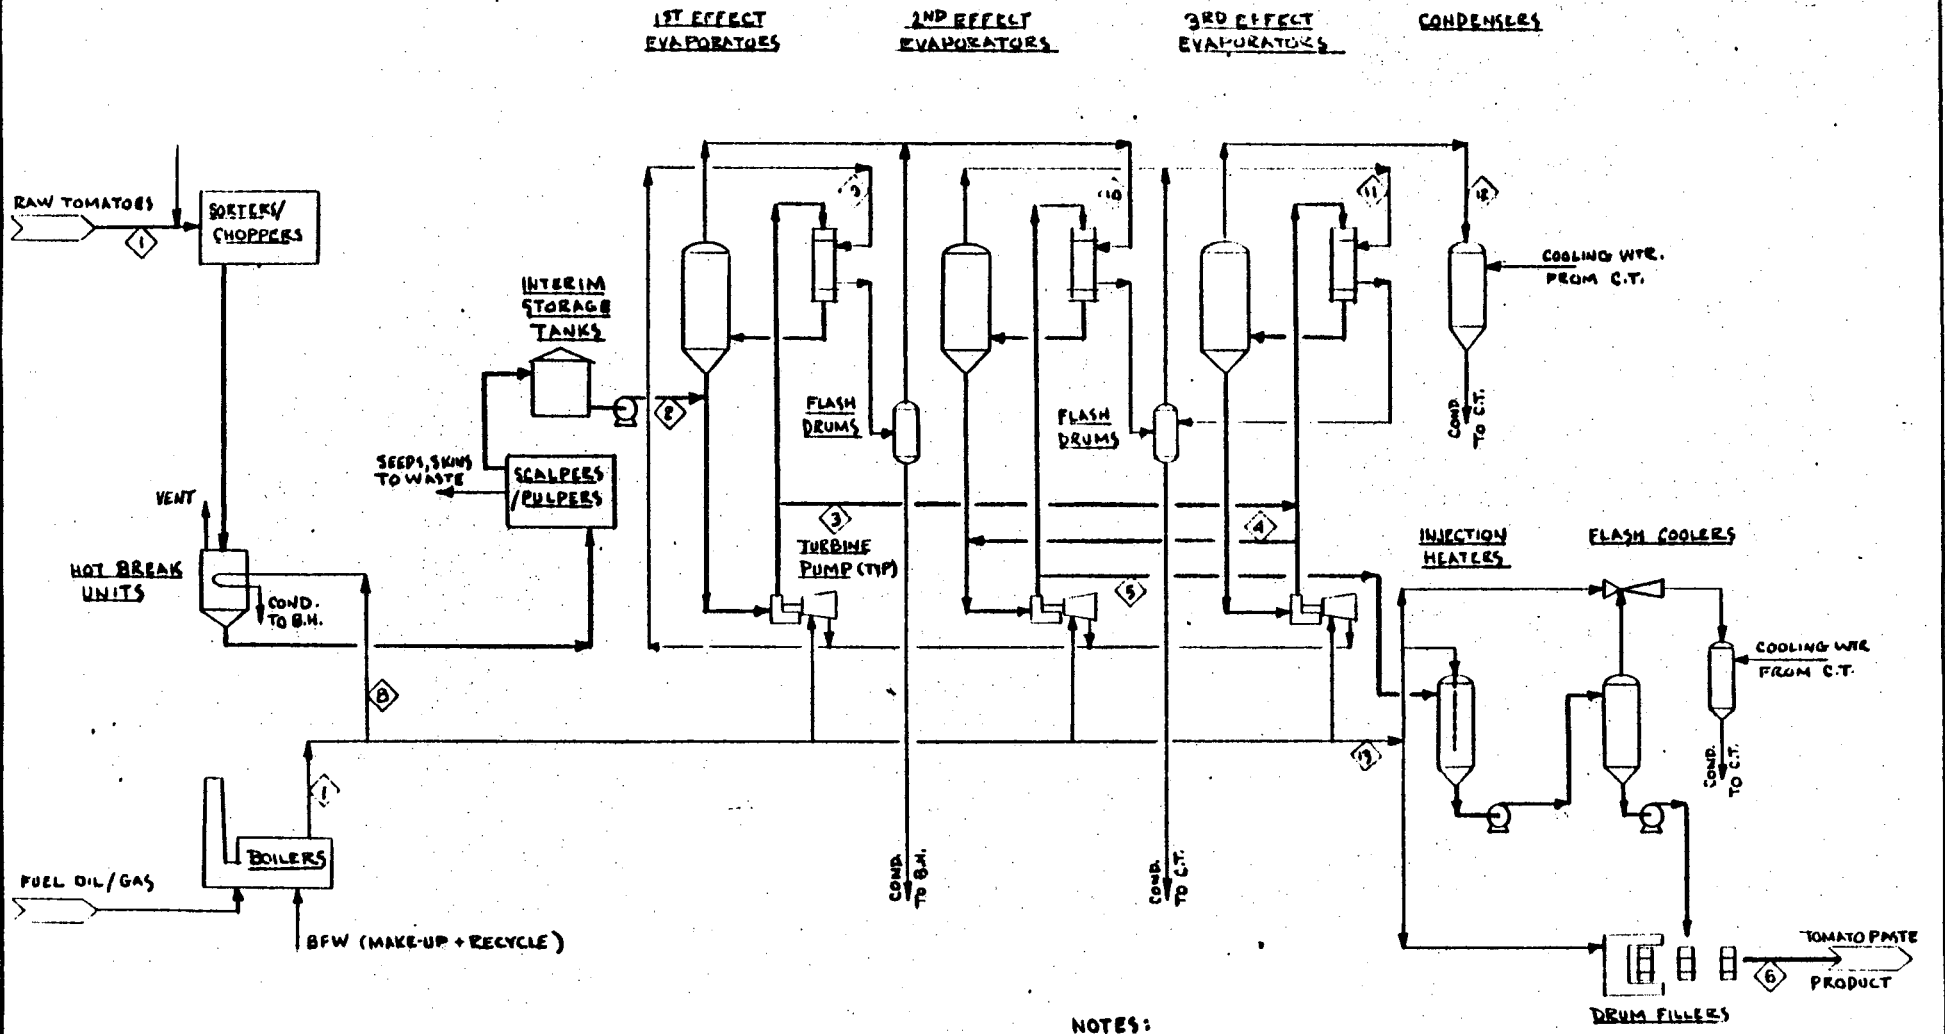 1ST EFFECT
EVAPORATORS
2ND EFFECT
EVAPORATORS
3RD EFFECT
EVAPORATORS
CONDENSERS
RAW TOMATOES
1
SORTERS/
CHOPPERS
INTERIM
STORAGE
TANKS
2
9
10
11
12
COOLING WTR.
FROM C.T.
COND.
TO C.T.
FLASH
DRUMS
FLASH
DRUMS
SEEDS, SKINS
TO WASTE
SCALPERS
/PULPERS
VENT
HOT BREAK
UNITS
COND.
TO B.H.
3
TURBINE
PUMP (TYP)
4
5
INJECTION
HEATERS
FLASH COOLERS
COOLING WTR
FROM C.T.
COND.
TO C.T.
8
13
BOILERS
FUEL OIL/GAS
BFW (MAKE-UP + RECYCLE)
COND.
TO B.H.
COND.
TO C.T.
TOMATO PASTE
PRODUCT
6
DRUM FILLERS
NOTES: